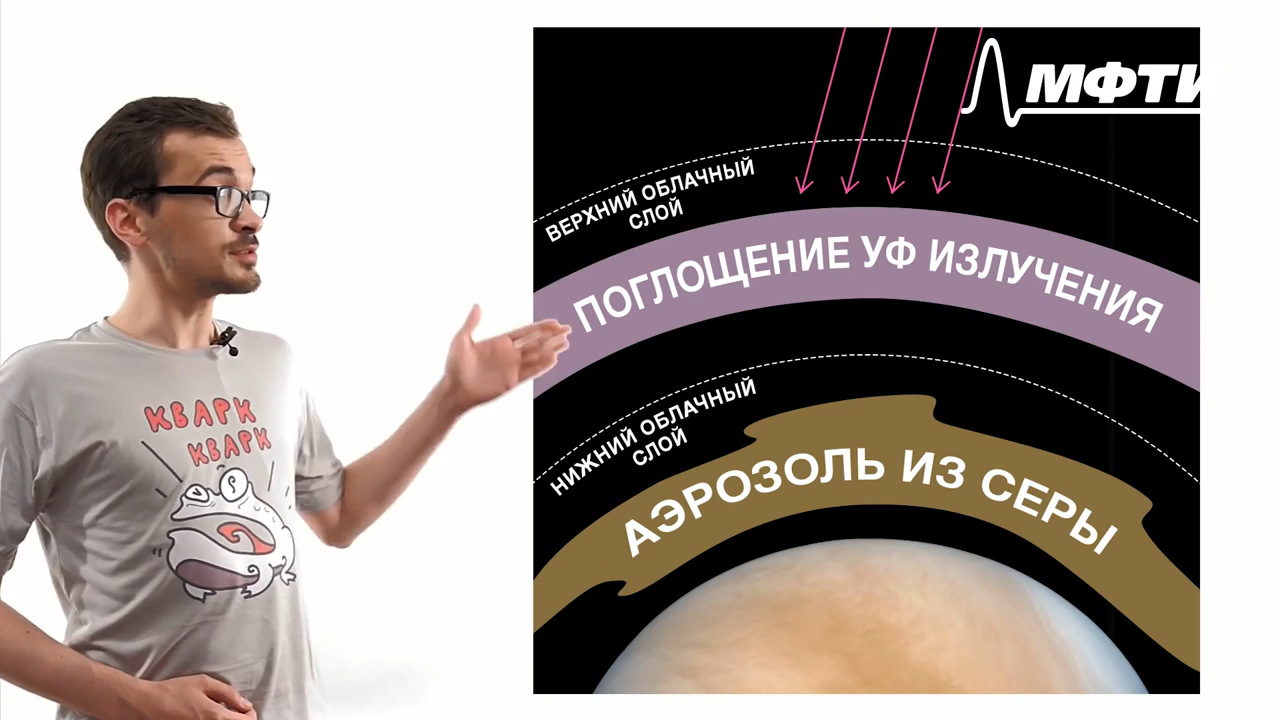 МФТИ
ВЕРХНИЙ ОБЛАЧНЫЙ
СЛОЙ
ПОГЛОЩЕНИЕ УФ ИЗЛУЧЕНИЯ
НИЖНИЙ ОБЛАЧНЫЙ
СЛОЙ
АЭРОЗОЛЬ ИЗ СЕРЫ
КВАРК
КВАРК